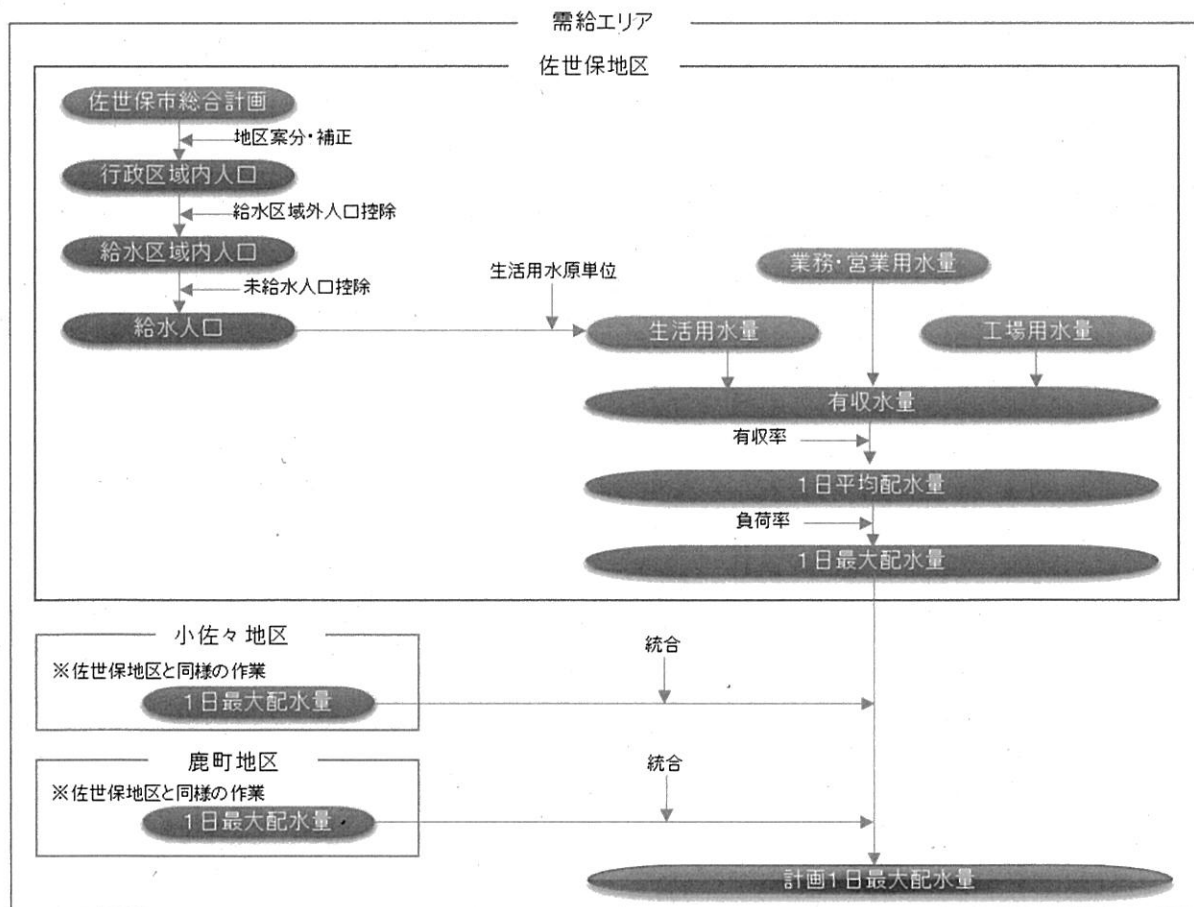 需給エリア
佐世保地区
佐世保市総合計画
地区案分・補正
行政区域内人口
給水区域外人口控除
給水区域内人口
未給水人口控除
給水人口
生活用水原単位
業務・営業用水量
生活用水量
工場用水量
有収水量
有収率
1日平均配水量
負荷率
1日最大配水量
小佐々地区
※佐世保地区と同様の作業
1日最大配水量
統合
鹿町地区
※佐世保地区と同様の作業
1日最大配水量
統合
計画1日最大配水量